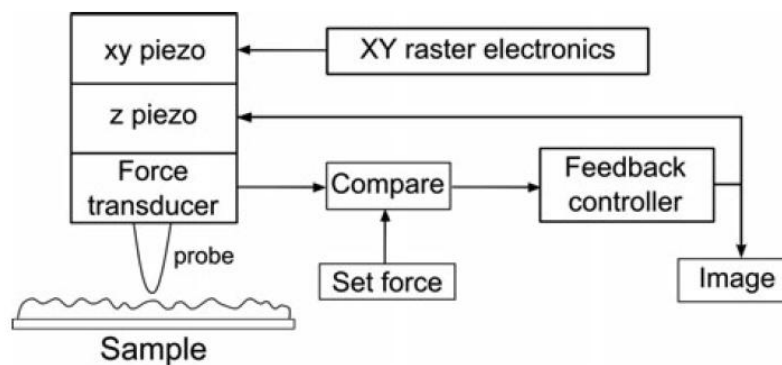 xy piezo
XY raster electronics
z piezo
Force
transducer
Compare
Feedback
controller
probe
Set force
Image
Sample